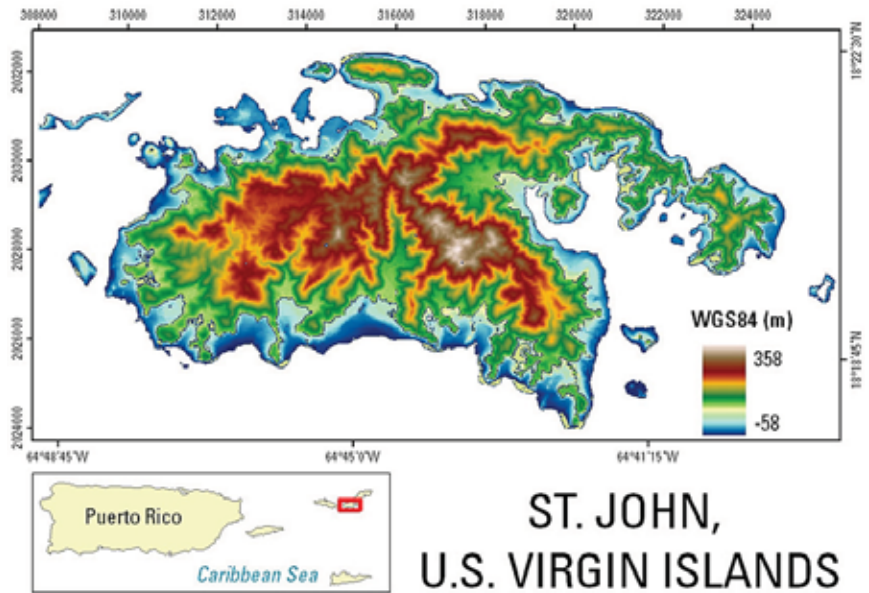 308000 310000 312000 314000 316000 318000 320000 322000 324000
2032000
18°22'30"N
2030000
2028000
WGS84 (m)
358
2026000
18°18'45"N
-58
2024000
64°48'45"W 64°45'0"W 64°41'15"W
Puerto Rico
Caribbean Sea
ST. JOHN,
U.S. VIRGIN ISLANDS